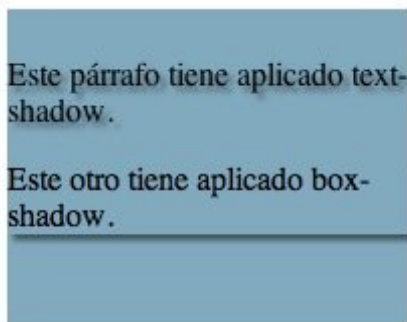 Este párrafo tiene aplicado text-
shadow.
Este otro tiene aplicado box-
shadow.